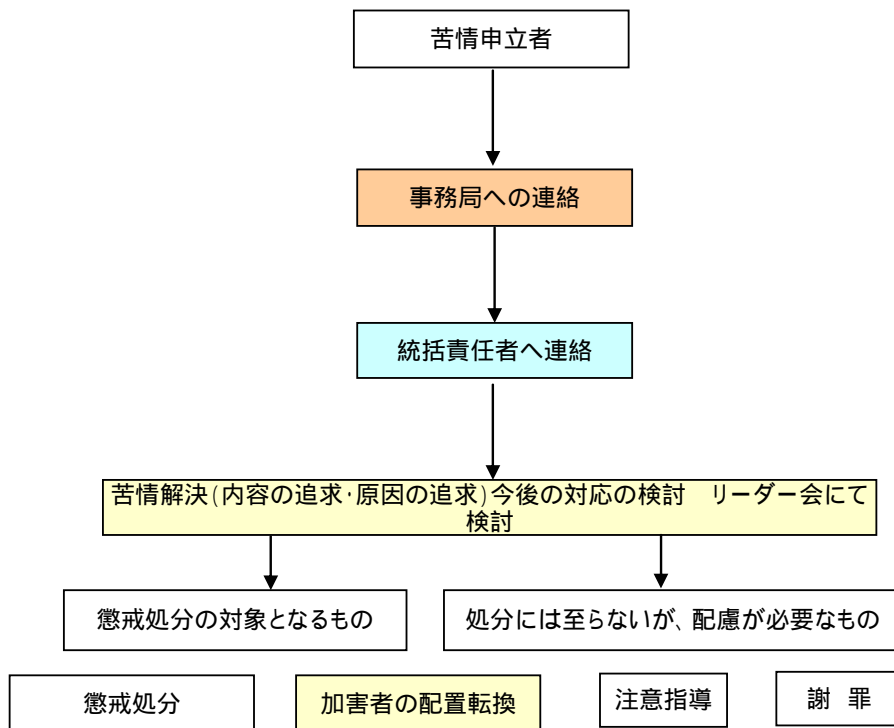 苦情申立者
事務局への連絡
統括責任者へ連絡
苦情解決(内容の追求・原因の追求)今後の対応の検討　リーダー会にて
検討
懲戒処分の対象となるもの
処分には至らないが、配慮が必要なもの
懲戒処分
加害者の配置転換
注意指導
謝　罪